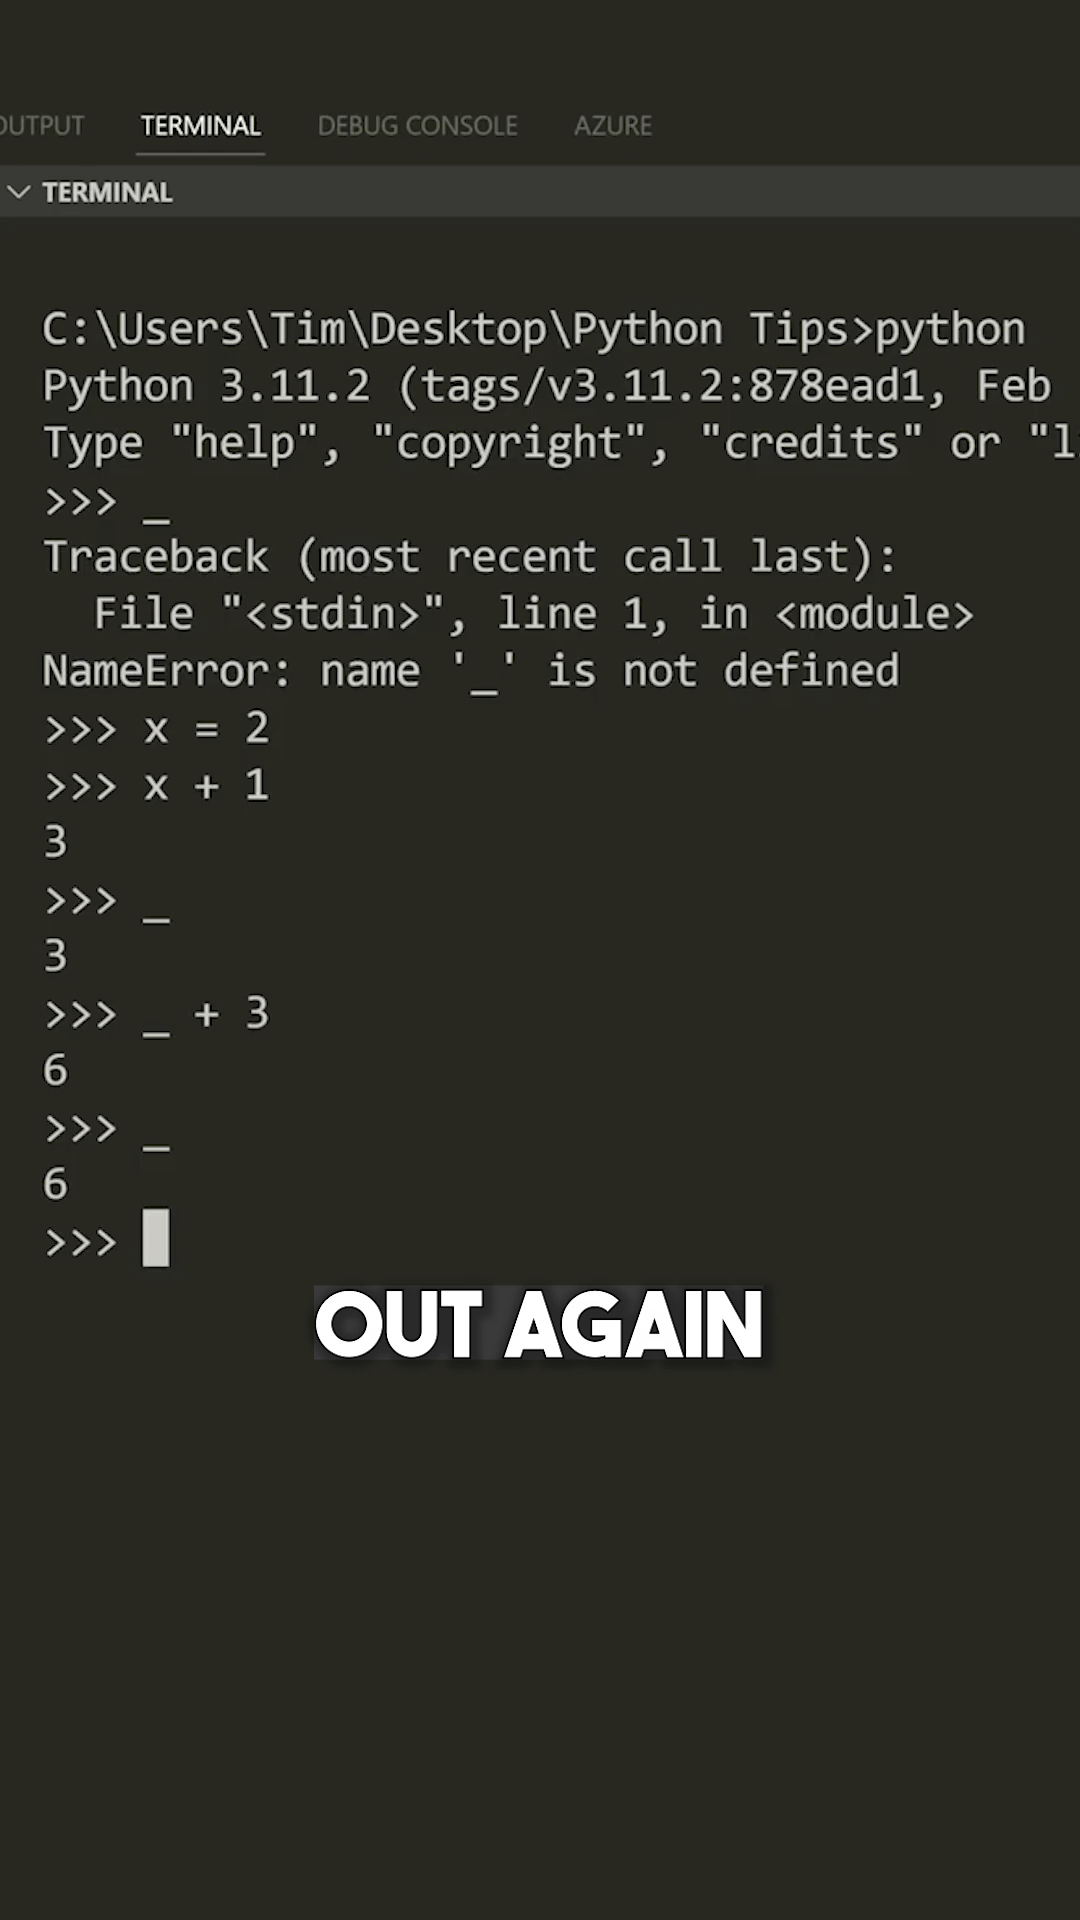 OUTPUT TERMINAL DEBUG CONSOLE AZURE
TERMINAL
C:\Users\Tim\Desktop\Python Tips>python
Python 3.11.2 (tags/v3.11.2:878ead1, Feb
Type "help", "copyright", "credits" or "l
>>> _
Traceback (most recent call last):
  File "<stdin>", line 1, in <module>
NameError: name '_' is not defined
>>> x = 2
>>> x + 1
3
>>> _
3
>>> _ + 3
6
>>> _
6
>>>
OUT AGAIN